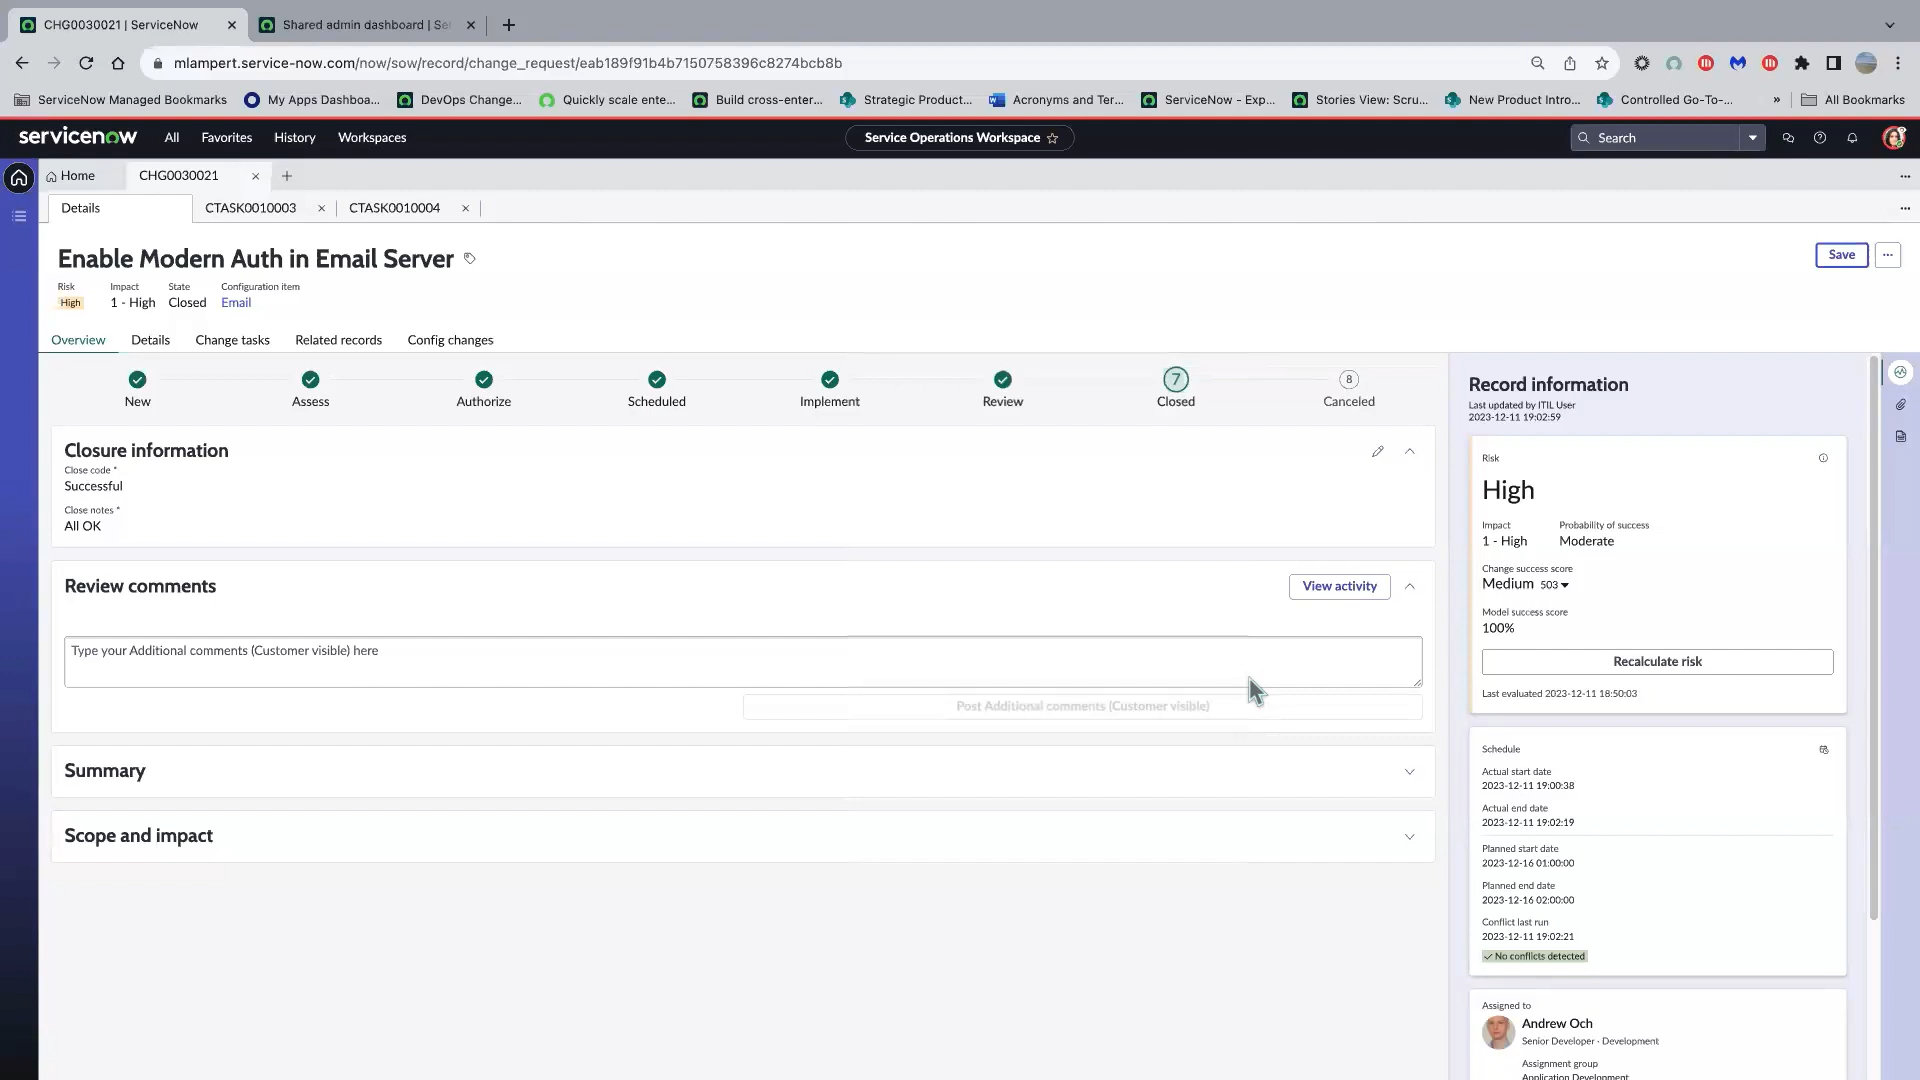 CHG0030021 | ServiceNow
Shared admin dashboard | Se
mlampert.service-now.com/now/sow/record/change_request/eab189f91b4b7150758396c8274bcb8b
ServiceNow Managed Bookmarks
My Apps Dashboa...
DevOps Change...
Quickly scale ente...
Build cross-enter...
Strategic Product...
Acronyms and Ter...
ServiceNow - Exp...
Stories View: Scru...
New Product Intro...
Controlled Go-To-...
» All Bookmarks
servicenow
All
Favorites
History
Workspaces
Service Operations Workspace
Search
Home
CHG0030021
Details
CTASK0010003
CTASK0010004
Enable Modern Auth in Email Server
Save
Risk Impact State Configuration item
High 1 - High Closed Email
Overview Details Change tasks Related records Config changes
New
Assess
Authorize
Scheduled
Implement
Review
7
Closed
8
Canceled
Closure information
Close code *
Successful
Close notes *
All OK
Review comments
View activity
Type your Additional comments (Customer visible) here
Post Additional comments (Customer visible)
Summary
Scope and impact
Record information
Last updated by ITIL User
2023-12-11 19:02:59
Risk
High
Impact Probability of success
1 - High Moderate
Change success score
Medium 503
Model success score
100%
Recalculate risk
Last evaluated 2023-12-11 18:50:03
Schedule
Actual start date
2023-12-11 19:00:38
Actual end date
2023-12-11 19:02:19
Planned start date
2023-12-16 01:00:00
Planned end date
2023-12-16 02:00:00
Conflict last run
2023-12-11 19:02:21
✓ No conflicts detected
Assigned to
Andrew Och
Senior Developer · Development
Assignment group
Application Development